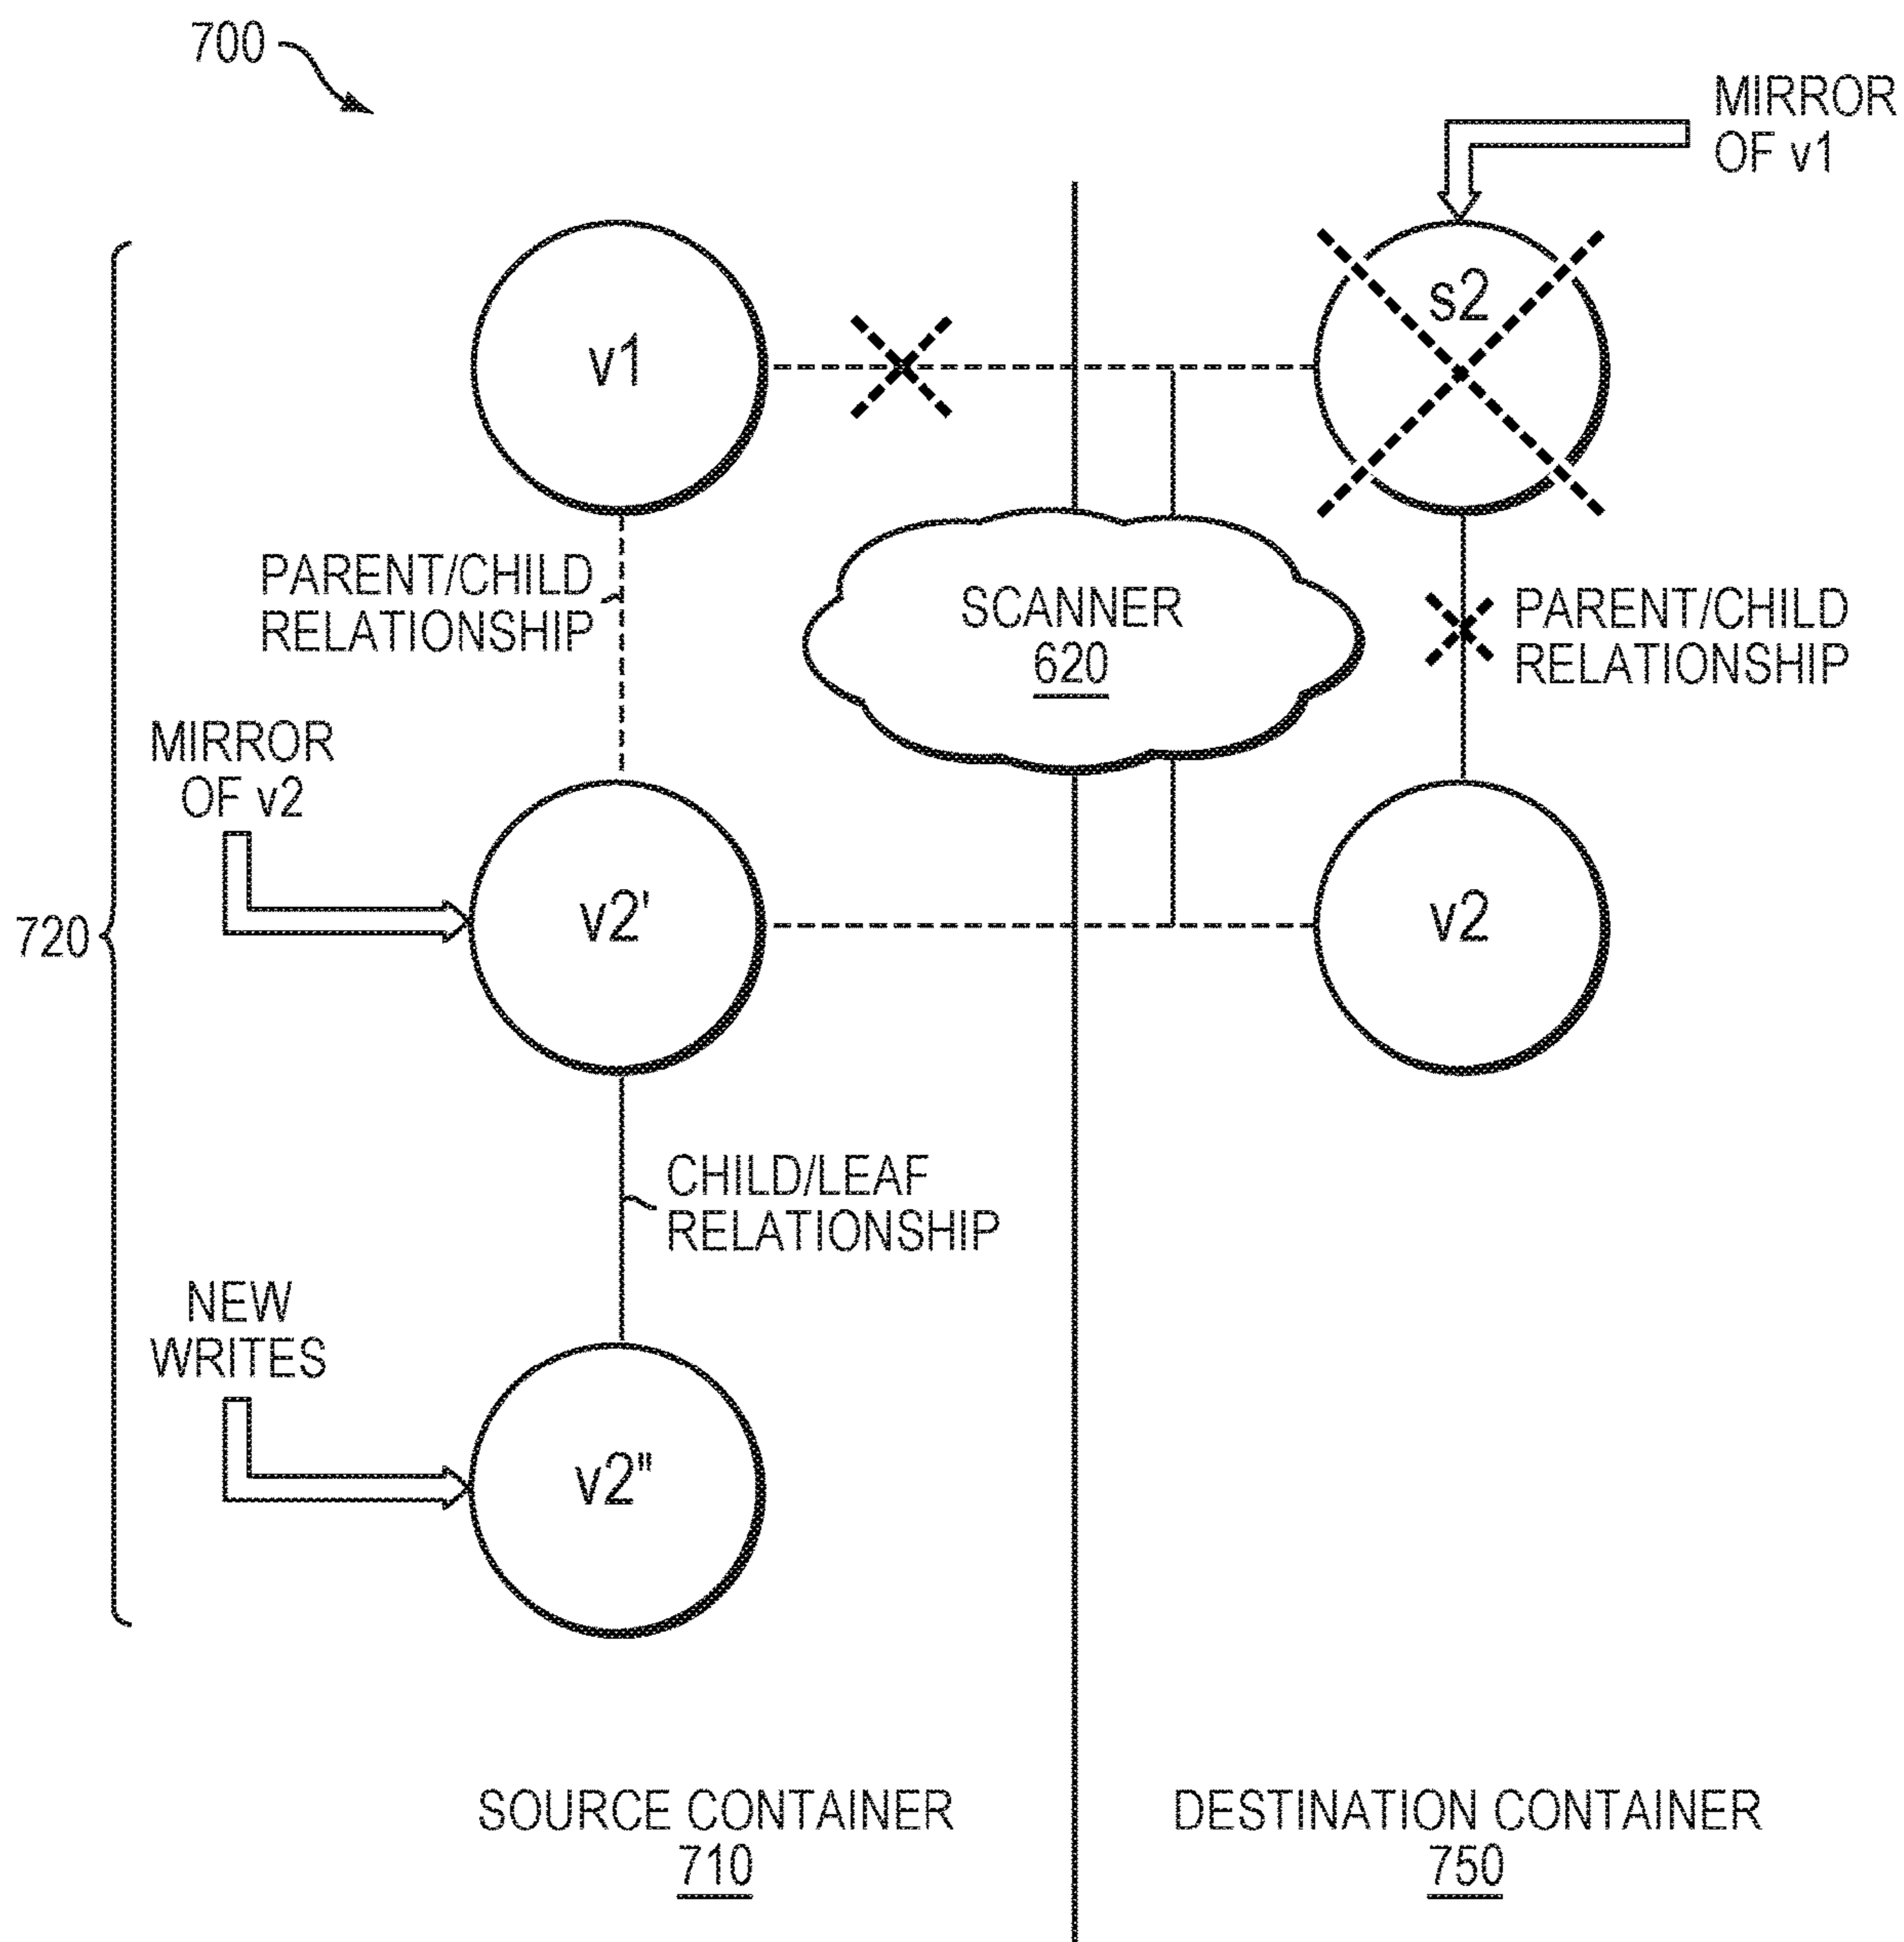 700
MIRROR
OF v1
v1
s2
PARENT/CHILD
RELATIONSHIP
SCANNER
620
PARENT/CHILD
RELATIONSHIP
MIRROR
OF v2
720
v2'
v2
CHILD/LEAF
RELATIONSHIP
NEW
WRITES
v2"
SOURCE CONTAINER
710
DESTINATION CONTAINER
750